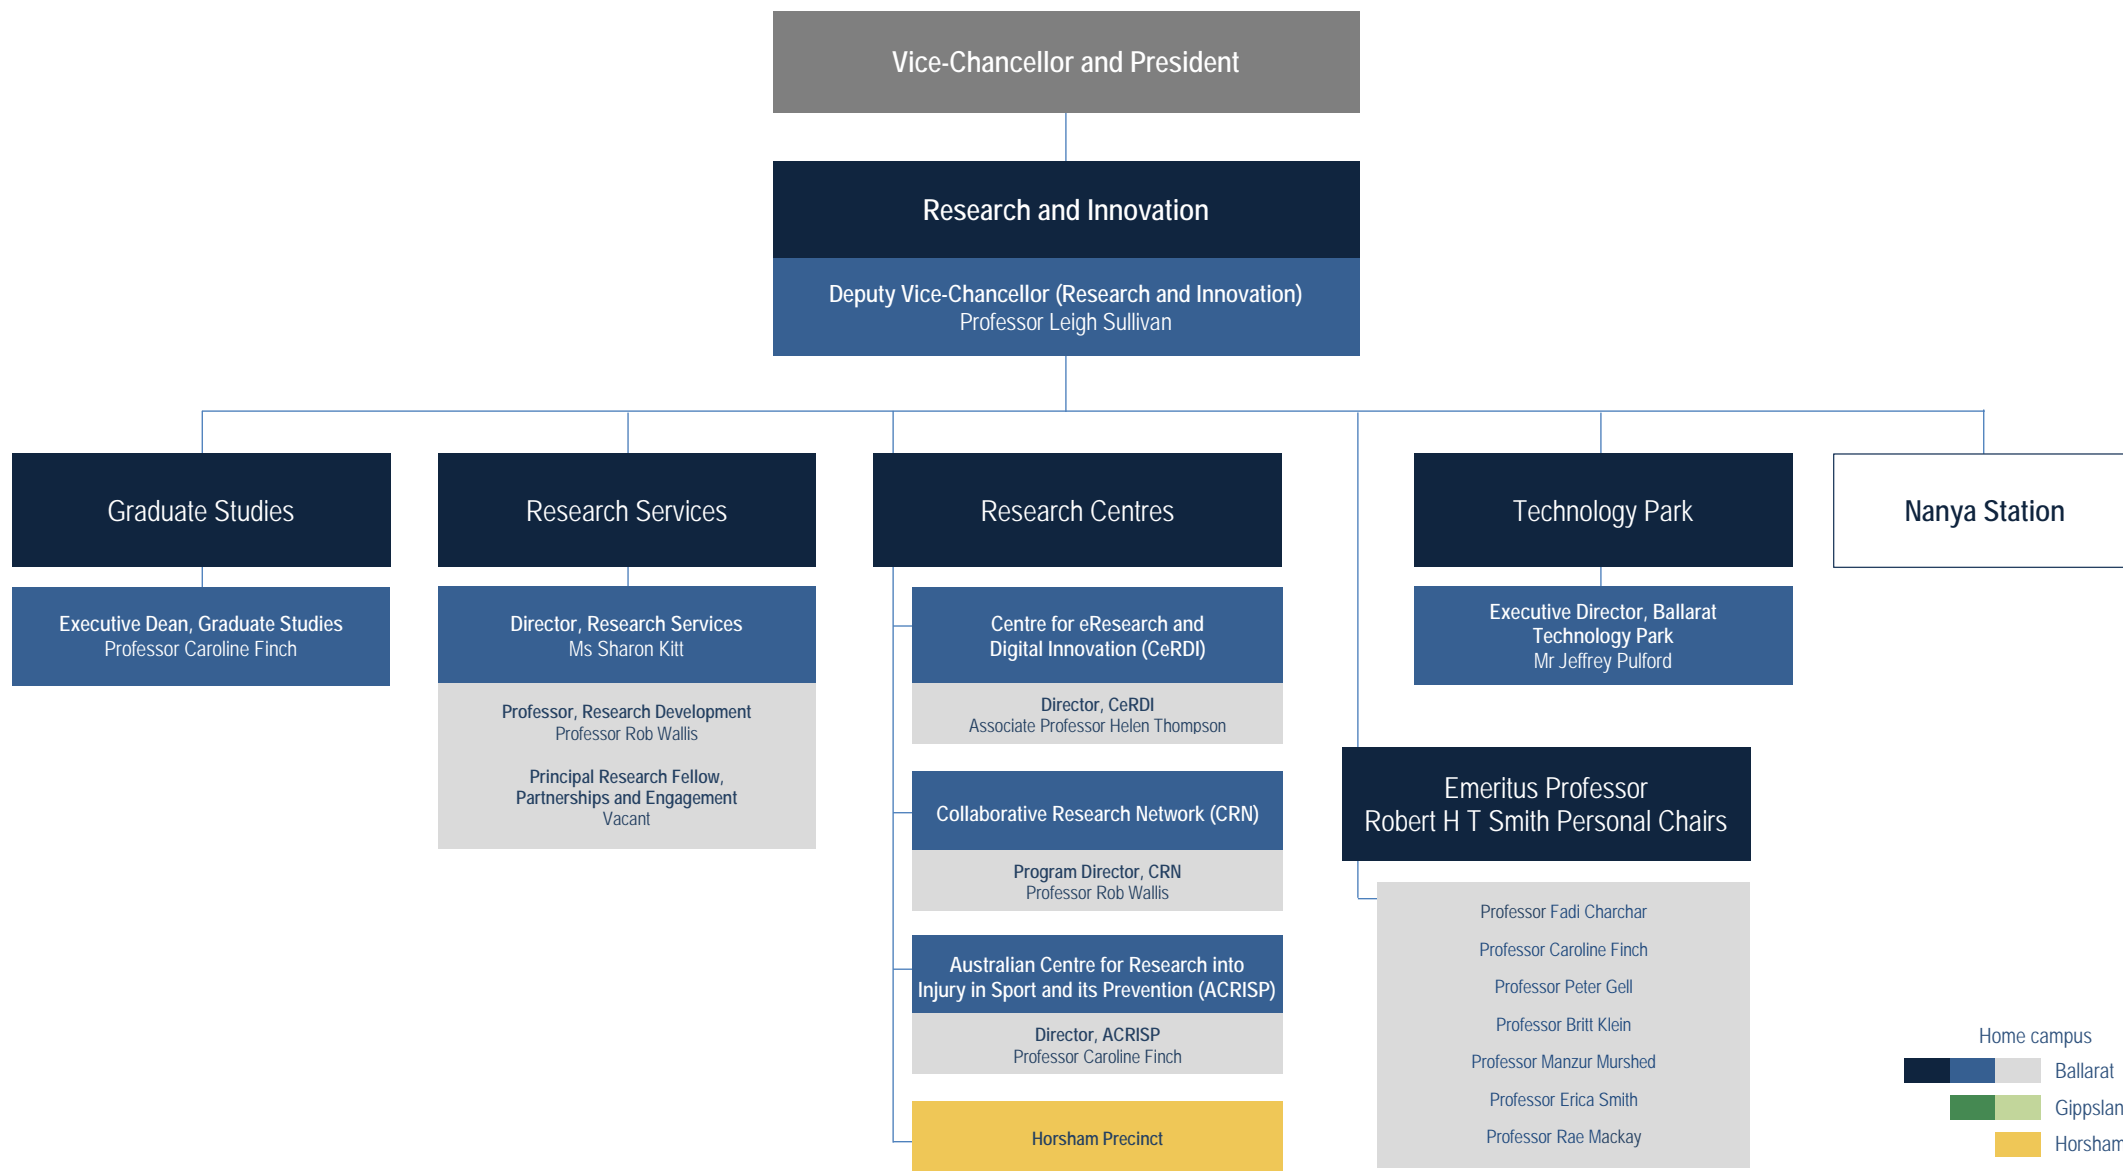 Vice-Chancellor and President
Research and Innovation
Deputy Vice-Chancellor (Research and Innovation)
Professor Leigh Sullivan
Graduate Studies
Executive Dean, Graduate Studies
Professor Caroline Finch
Research Services
Director, Research Services
Ms Sharon Kitt
Professor, Research Development
Professor Rob Wallis
Principal Research Fellow,
Partnerships and Engagement
Vacant
Research Centres
Centre for eResearch and
Digital Innovation (CeRDI)
Director, CeRDI
Associate Professor Helen Thompson
Collaborative Research Network (CRN)
Program Director, CRN
Professor Rob Wallis
Australian Centre for Research into
Injury in Sport and its Prevention (ACRISP)
Director, ACRISP
Professor Caroline Finch
Horsham Precinct
Technology Park
Executive Director, Ballarat
Technology Park
Mr Jeffrey Pulford
Emeritus Professor
Robert H T Smith Personal Chairs
Professor Fadi Charchar
Professor Caroline Finch
Professor Peter Gell
Professor Britt Klein
Professor Manzur Murshed
Professor Erica Smith
Professor Rae Mackay
Nanya Station
Home campus
Ballarat
Gippslan
Horsham